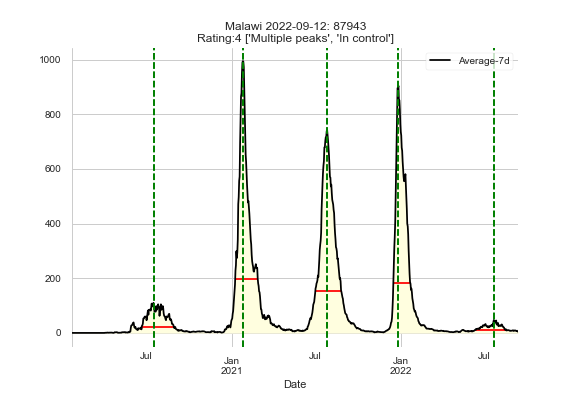 Malawi 2022-09-12: 87943
Rating:4 ['Multiple peaks', 'In control']
Average-7d
1000
800
600
400
200
0
Jul
Jan
2021
Jul
Jan
2022
Jul
Date